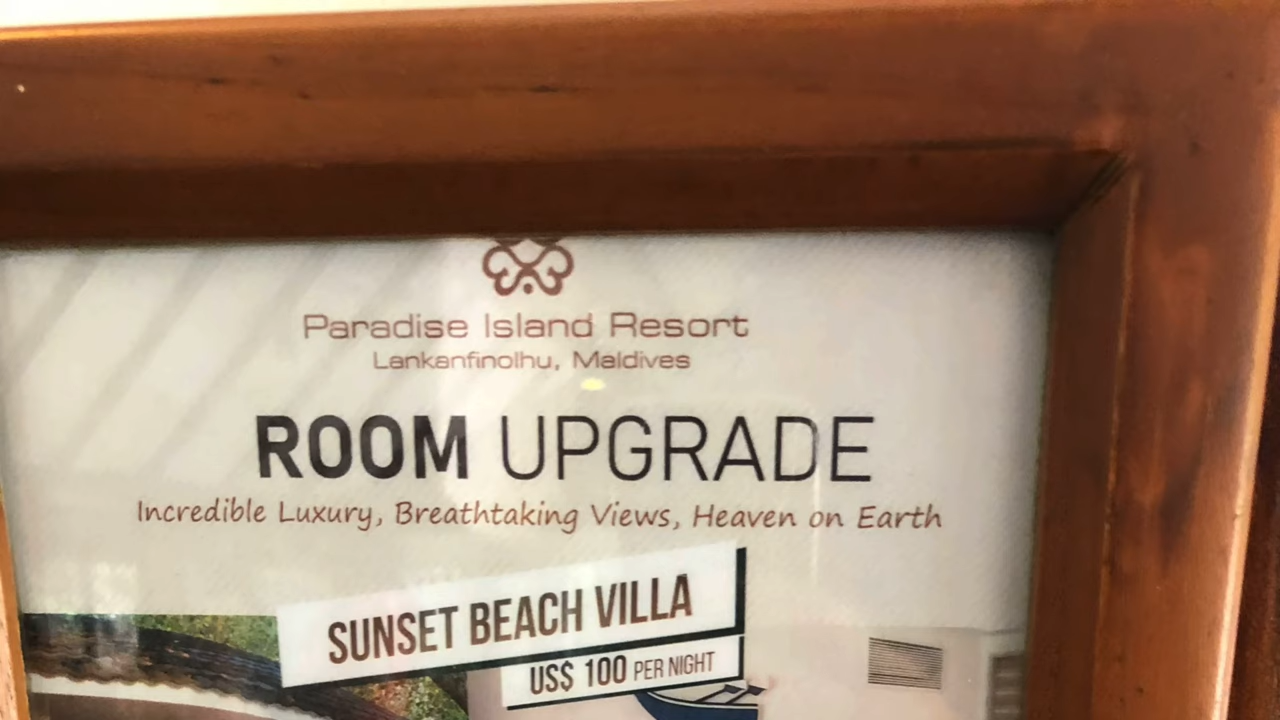 Paradise Island Resort
Lankanfinolhu, Maldives
ROOM UPGRADE
Incredible Luxury, Breathtaking Views, Heaven on Earth
SUNSET BEACH VILLA
US$ 100 PER NIGHT